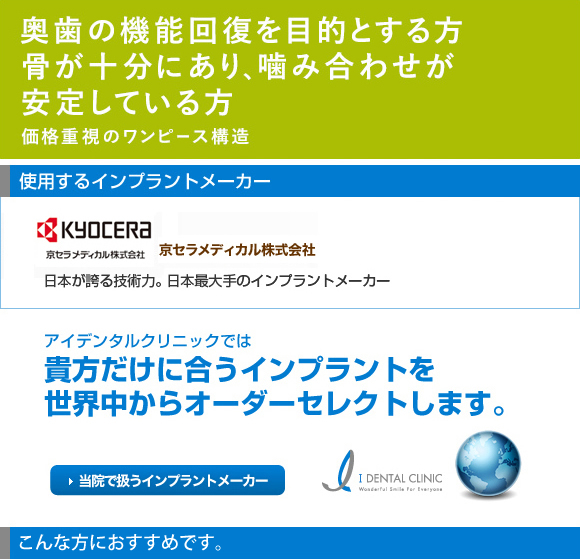 奥歯の機能回復を目的とする方
骨が十分にあり、噛み合わせが
安定している方
価格重視のワンピース構造
使用するインプラントメーカー
KYOCERA
京セラメディカル株式会社
京セラメディカル株式会社
日本が誇る技術力。日本最大手のインプラントメーカー
アイデンタルクリニックでは
貴方だけに合うインプラントを
世界中からオーダーセレクトします。
当院で扱うインプラントメーカー
I DENTAL CLINIC
Wonderful Smile For Everyone
こんな方におすすめです。